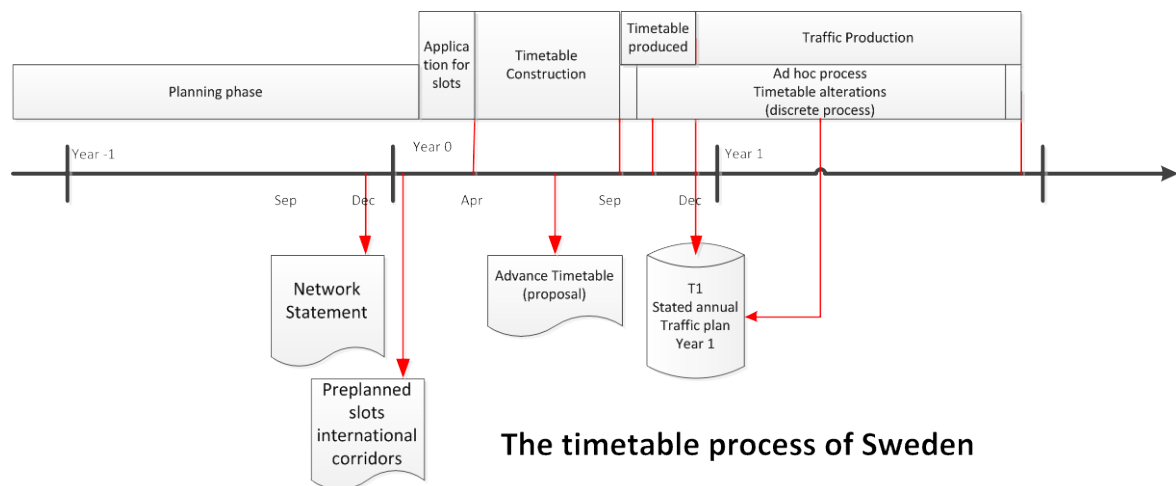 Planning phase
Applica
tion for
slots
Timetable
Construction
Timetable
produced
Traffic Production
Ad hoc process
Timetable alterations
(discrete process)
Year -1
Year 0
Year 1
Sep
Dec
Apr
Sep
Dec
Network
Statement
Advance Timetable
(proposal)
T1
Stated annual
Traffic plan
Year 1
Preplanned
slots
international
corridors
The timetable process of Sweden